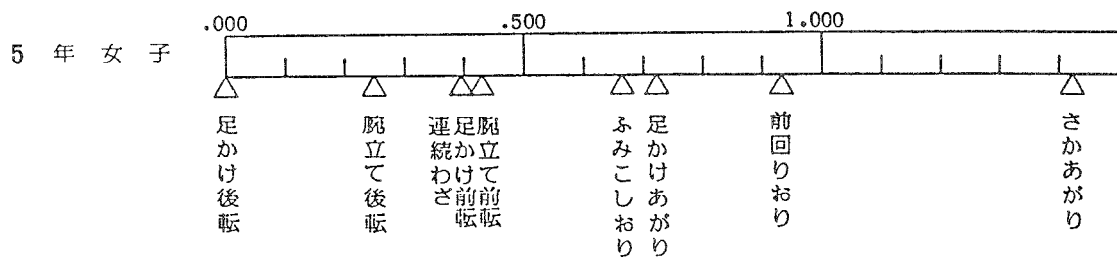 .000 .500 1.000
5年女子
足かけ後転
腕立て後転
連続わざ
足かけ前転
腕立て前転
ふみこしおり
足かけあがり
前回りおり
さかあがり